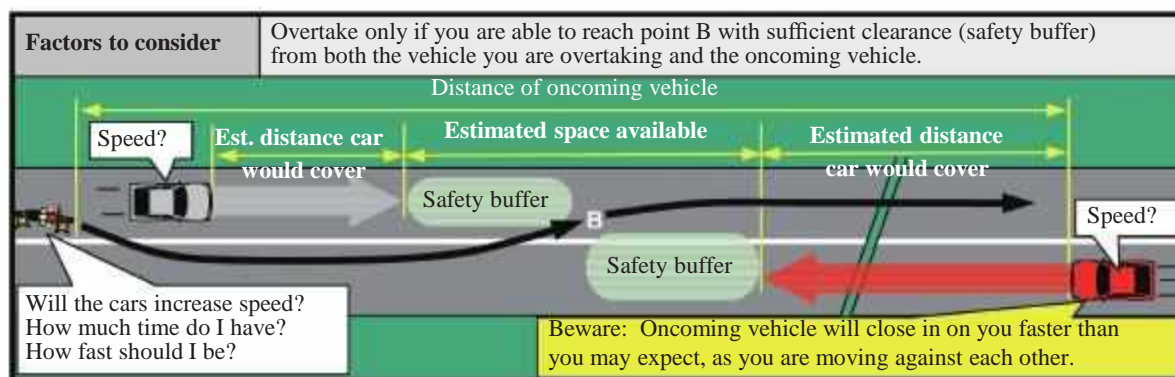 Factors to consider
Overtake only if you are able to reach point B with sufficient clearance (safety buffer)
from both the vehicle you are overtaking and the oncoming vehicle.
Distance of oncoming vehicle
Speed?
Est. distance car
would cover
Estimated space available
Estimated distance
car would cover
Safety buffer
B
Speed?
Safety buffer
Will the cars increase speed?
How much time do I have?
How fast should I be?
Beware: Oncoming vehicle will close in on you faster than
you may expect, as you are moving against each other.